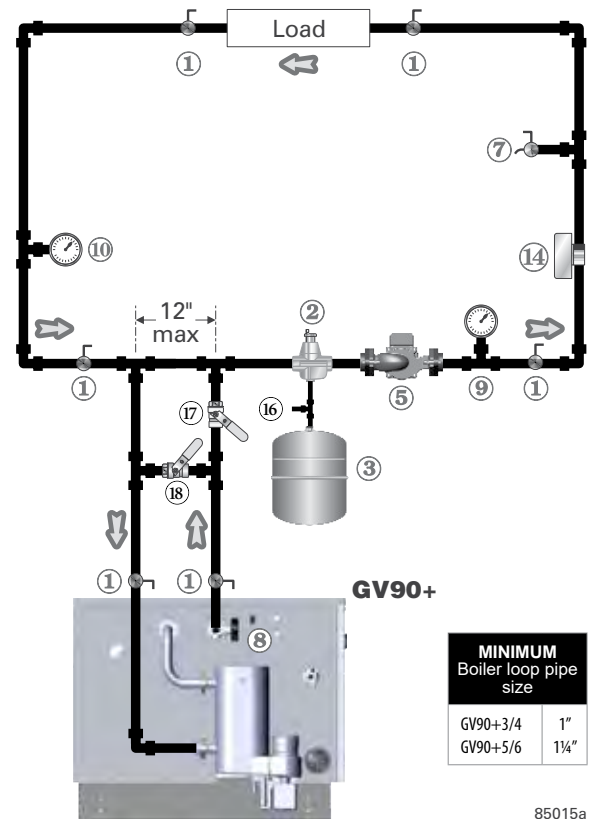 Load
①
①
⑦
⑩
⑭
12"
max
②
①
⑰
⑯
⑤
⑨
①
⑱
③
①
①
GV90+
⑧
MINIMUM
Boiler loop pipe
size
GV90+3/4 1"
GV90+5/6 1¼"
85015a